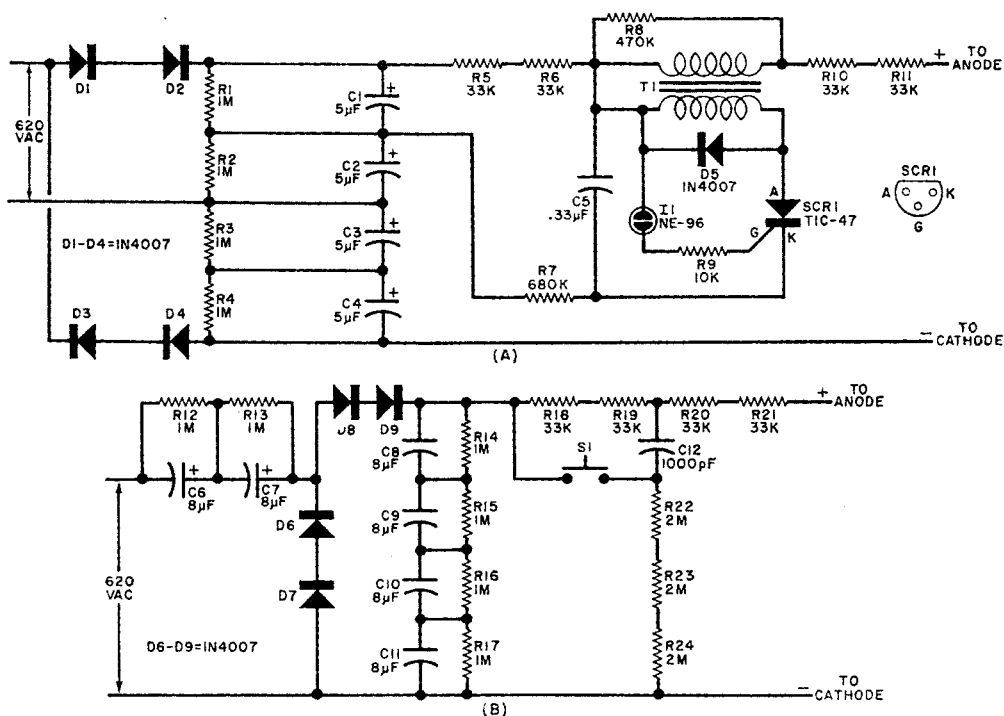 R8
470K
+
TO
ANODE
D1
D2
R1
1M
R5
33K
R6
33K
T1
R10
33K
R11
33K
+
C1
5µF
620
VAC
R2
1M
+
C2
5µF
D5
1N4007
SCR1
A
K
G
A
SCR1
TIC-47
G
K
C5
.33µF
I1
NE-96
R9
10K
D1-D4=1N4007
R3
1M
+
C3
5µF
R7
680K
R4
1M
+
C4
5µF
D3
D4
(A)
−
TO
CATHODE
R12
1M
R13
1M
D8
D9
R18
33K
R19
33K
R20
33K
R21
33K
+
TO
ANODE
+
C6
8µF
+
C7
8µF
C8
8µF
R14
1M
S1
C12
1000pF
D6
C9
8µF
R15
1M
R22
2M
620
VAC
D7
C10
8µF
R16
1M
R23
2M
D6-D9=1N4007
C11
8µF
R17
1M
R24
2M
(B)
−
TO
CATHODE